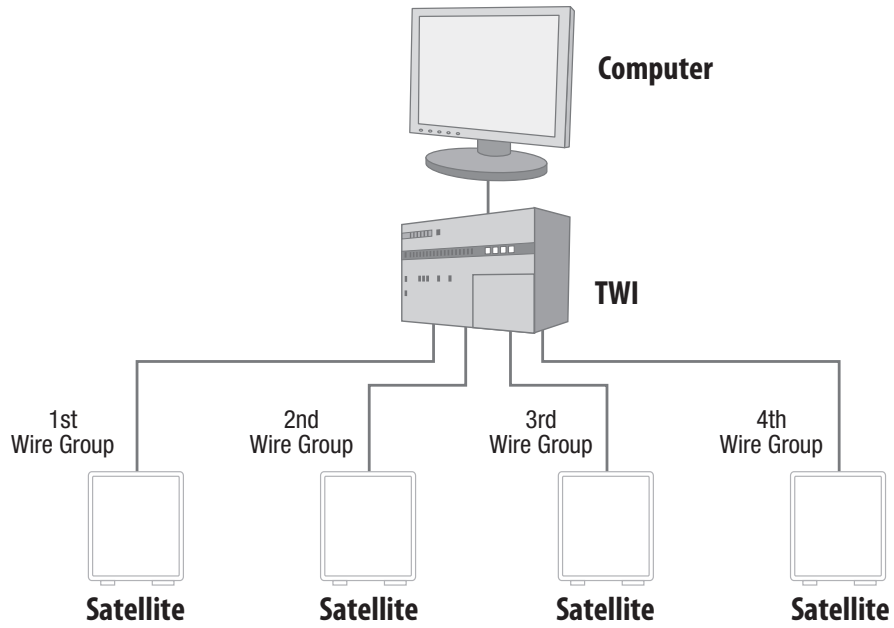 Computer
TWI
1st
Wire Group
2nd
Wire Group
3rd
Wire Group
4th
Wire Group
Satellite
Satellite
Satellite
Satellite